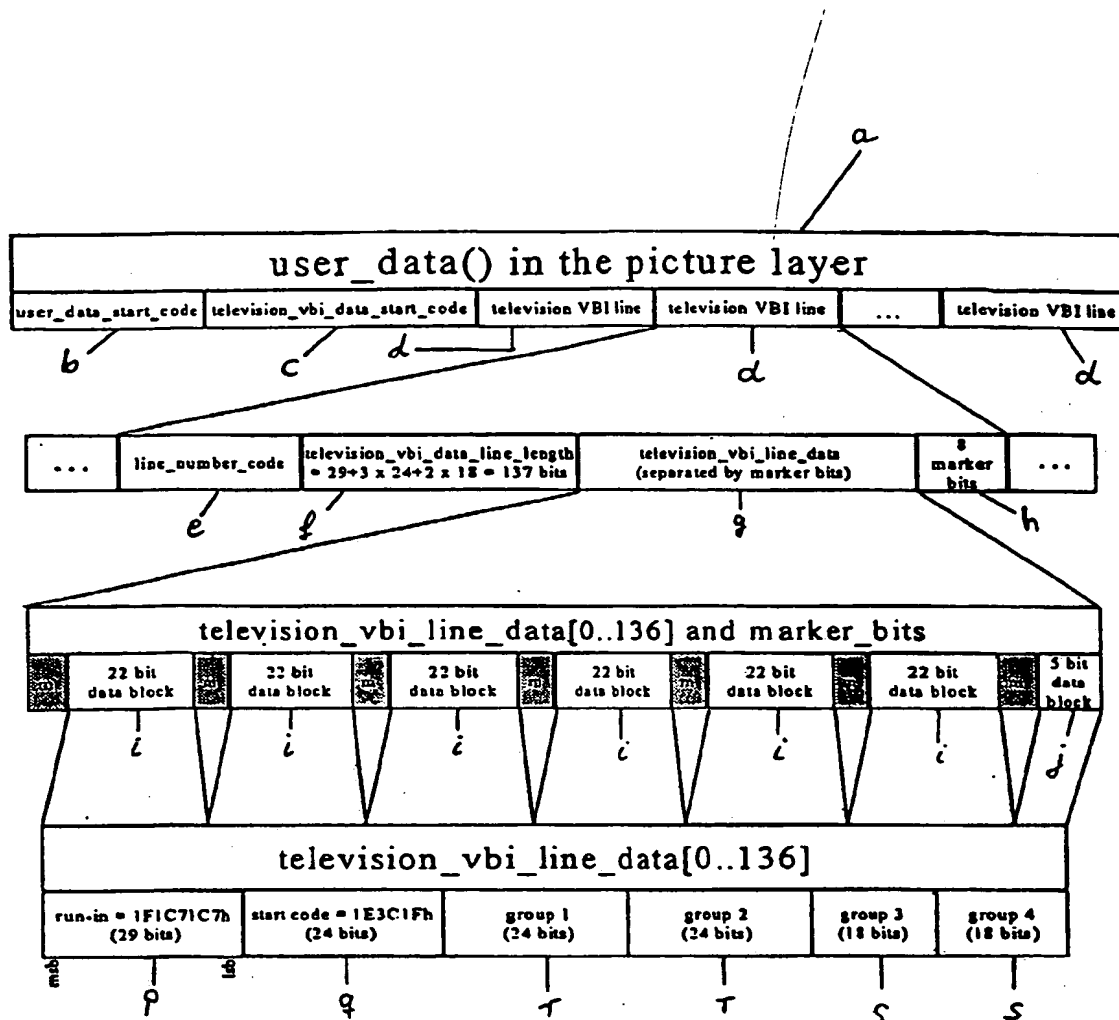 a
user_data() in the picture layer
user_data_start_code television_vbi_data_start_code television VBI line television VBI line ... television VBI line
b c d d d
... line_number_code television_vbi_data_line_length = 29+3 x 24+2 x 18 = 137 bits television_vbi_line_data (separated by marker bits) 8 marker bits ...
e f g h
television_vbi_line_data[0..136] and marker_bits
22 bit data block 22 bit data block 22 bit data block m 22 bit data block m 22 bit data block 22 bit data block 5 bit data block
i i i i i i j
television_vbi_line_data[0..136]
run-in = 1F1C71C7h (29 bits) start code = 1E3C1Fh (24 bits) group 1 (24 bits) group 2 (24 bits) group 3 (18 bits) group 4 (18 bits)
msb lsb
p q r r s s